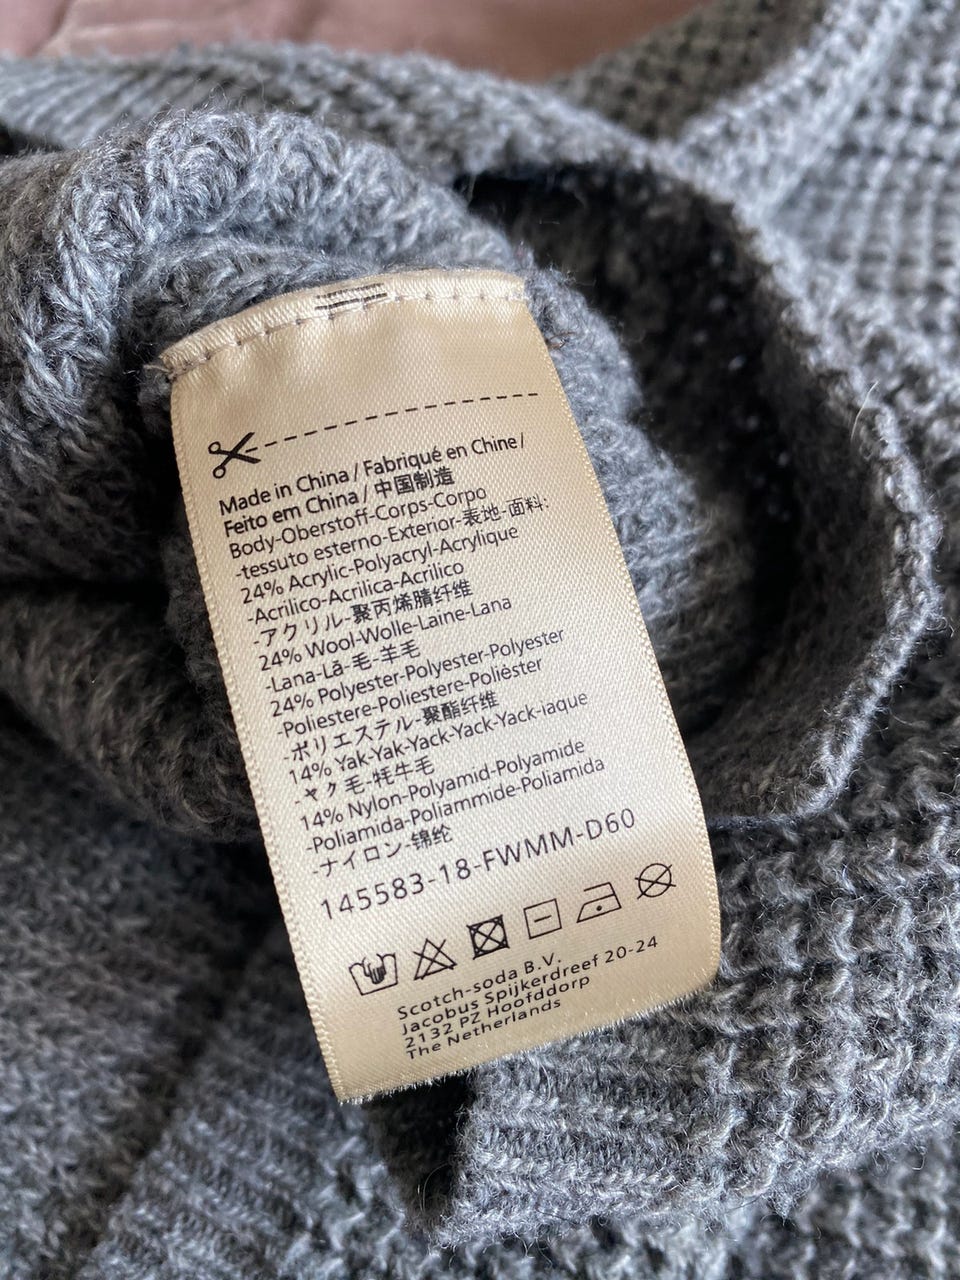 Made in China / Fabriqué en Chine /
Feito em China / 中国制造
Body-Oberstoff-Corps-Corpo
-tessuto esterno-Exterior-表地-面料:
24% Acrylic-Polyacryl-Acrylique
-Acrilico-Acrilica-Acrilico
-アクリル-聚丙烯腈纤维
24% Wool-Wolle-Laine-Lana
-Lana-Lã-毛-羊毛
24% Polyester-Polyester-Polyester
-Poliestere-Poliestere-Polièster
-ポリエステル-聚酯纤维
14% Yak-Yak-Yack-Yack-Yack-iaque
-ヤク毛-牦牛毛
14% Nylon-Polyamid-Polyamide
-Poliamida-Poliammide-Poliamida
-ナイロン-锦纶
145583-18-FWMM-D60
Scotch-soda B.V.
Jacobus Spijkerdreef 20-24
2132 PZ Hoofddorp
The Netherlands